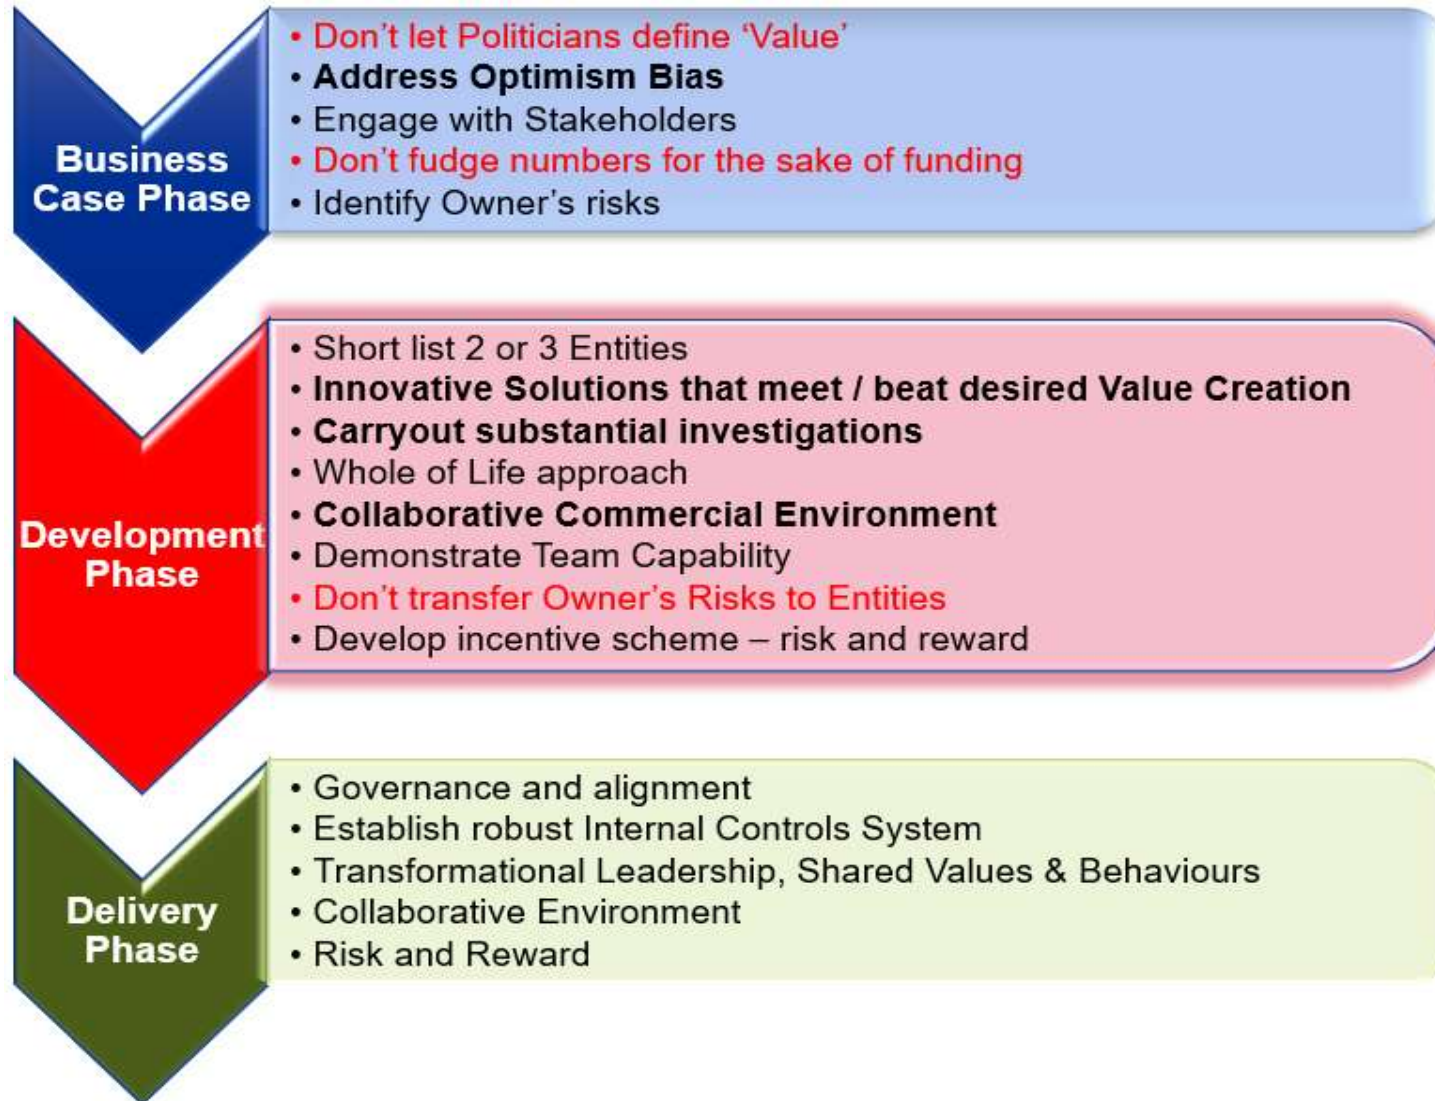 Business
Case Phase
• Don’t let Politicians define ‘Value’
• Address Optimism Bias
• Engage with Stakeholders
• Don’t fudge numbers for the sake of funding
• Identify Owner’s risks
Development
Phase
• Short list 2 or 3 Entities
• Innovative Solutions that meet / beat desired Value Creation
• Carryout substantial investigations
• Whole of Life approach
• Collaborative Commercial Environment
• Demonstrate Team Capability
• Don’t transfer Owner’s Risks to Entities
• Develop incentive scheme – risk and reward
Delivery
Phase
• Governance and alignment
• Establish robust Internal Controls System
• Transformational Leadership, Shared Values & Behaviours
• Collaborative Environment
• Risk and Reward